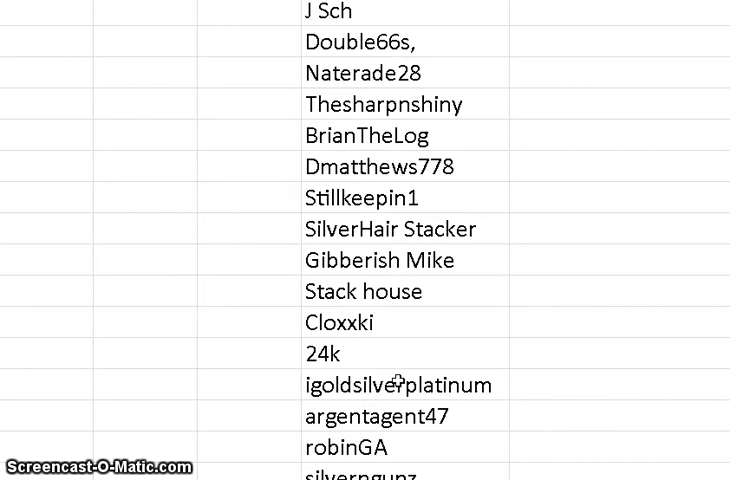 J Sch
Double66s,
Naterade28
Thesharpnshiny
BrianTheLog
Dmatthews778
Stillkeepin1
SilverHair Stacker
Gibberish Mike
Stack house
Cloxxki
24k
igoldsilverplatinum
argentagent47
robinGA
silverngunz
Screencast-O-Matic.com